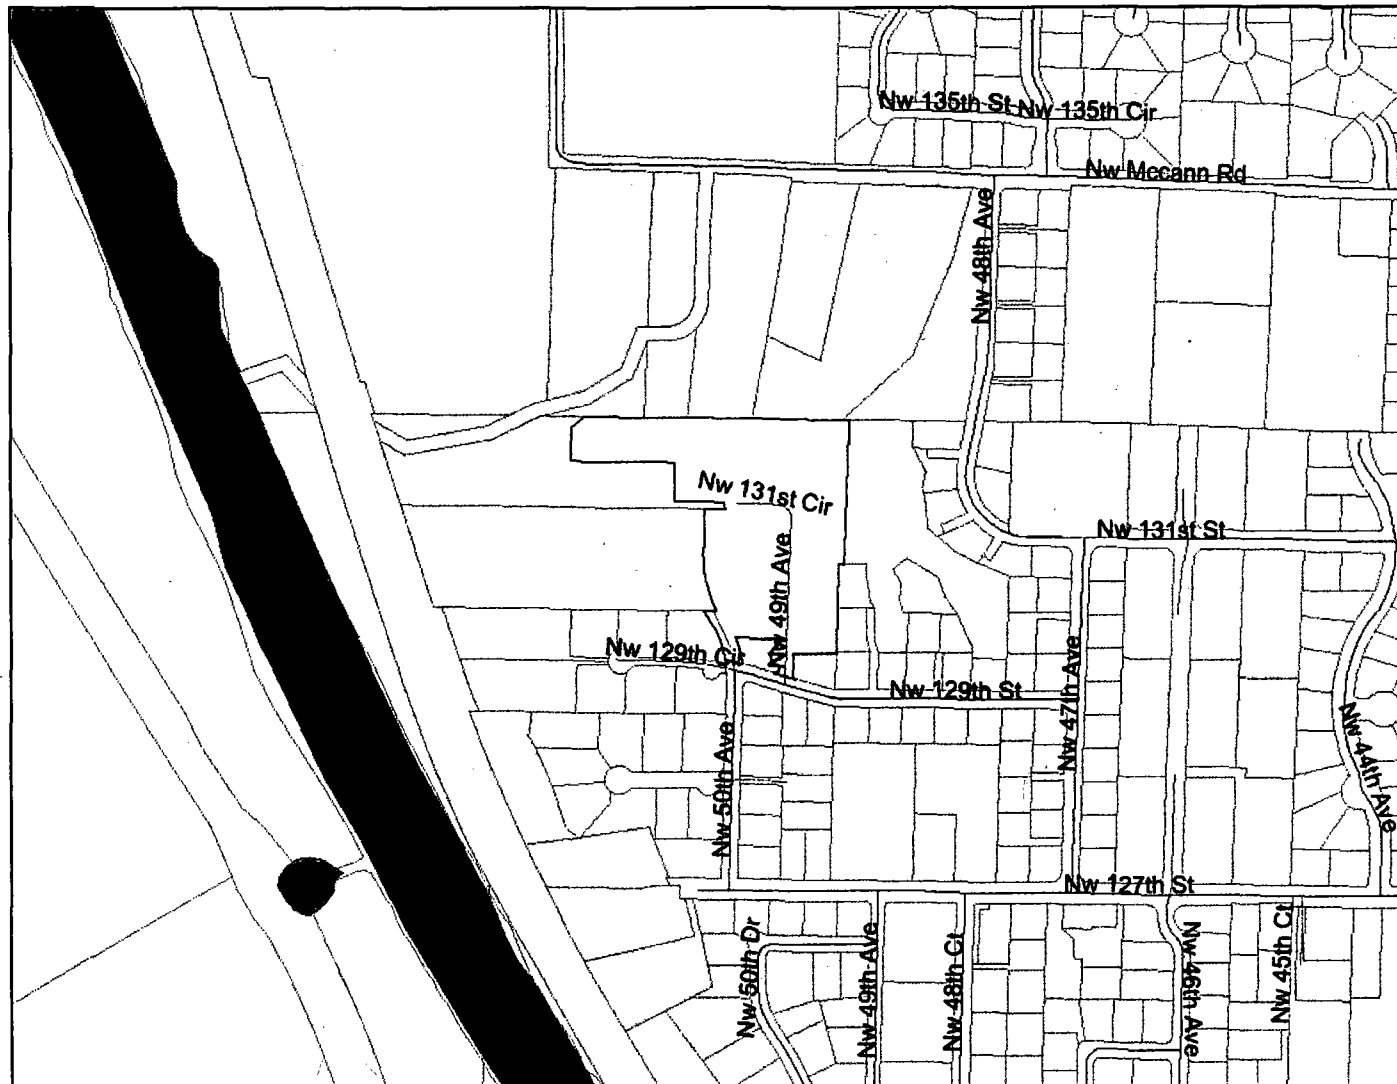 Nw 135th St
Nw 135th Cir
Nw Mccann Rd
Nw 48th Ave
Nw 131st Cir
Nw 131st St
Nw 49th Ave
Nw 129th Cir
Nw 129th St
Nw 47th Ave
Nw 50th Ave
Nw 44th Ave
Nw 127th St
Nw 50th Dr
Nw 49th Ave
Nw 48th Ct
Nw 46th Ave
Nw 45th Ct